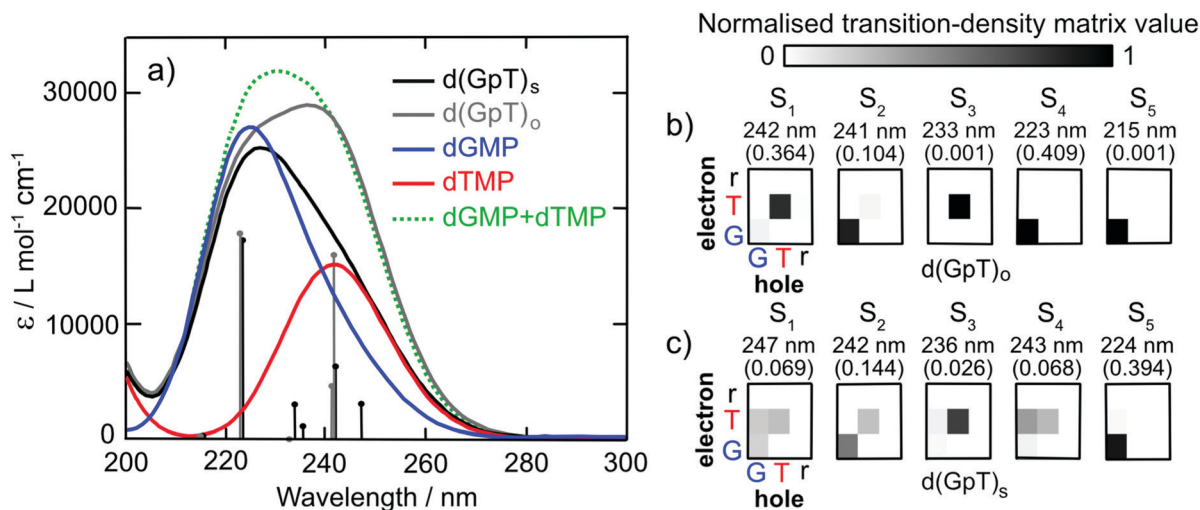 a)
ε / L mol⁻¹ cm⁻¹
30000
20000
10000
0
200 220 240 260 280 300
Wavelength / nm
d(GpT)s
d(GpT)o
dGMP
dTMP
dGMP+dTMP
Normalised transition-density matrix value
0 1
b)
S₁ S₂ S₃ S₄ S₅
242 nm 241 nm 233 nm 223 nm 215 nm
(0.364) (0.104) (0.001) (0.409) (0.001)
electron
r
T
G
G T r
hole
d(GpT)o
c)
S₁ S₂ S₃ S₄ S₅
247 nm 242 nm 236 nm 243 nm 224 nm
(0.069) (0.144) (0.026) (0.068) (0.394)
electron
r
T
G
G T r
hole
d(GpT)s